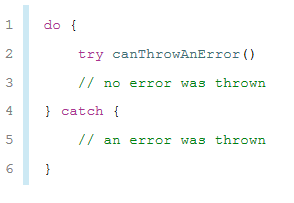 1 do {
2     try canThrowAnError()
3     // no error was thrown
4 } catch {
5     // an error was thrown
6 }